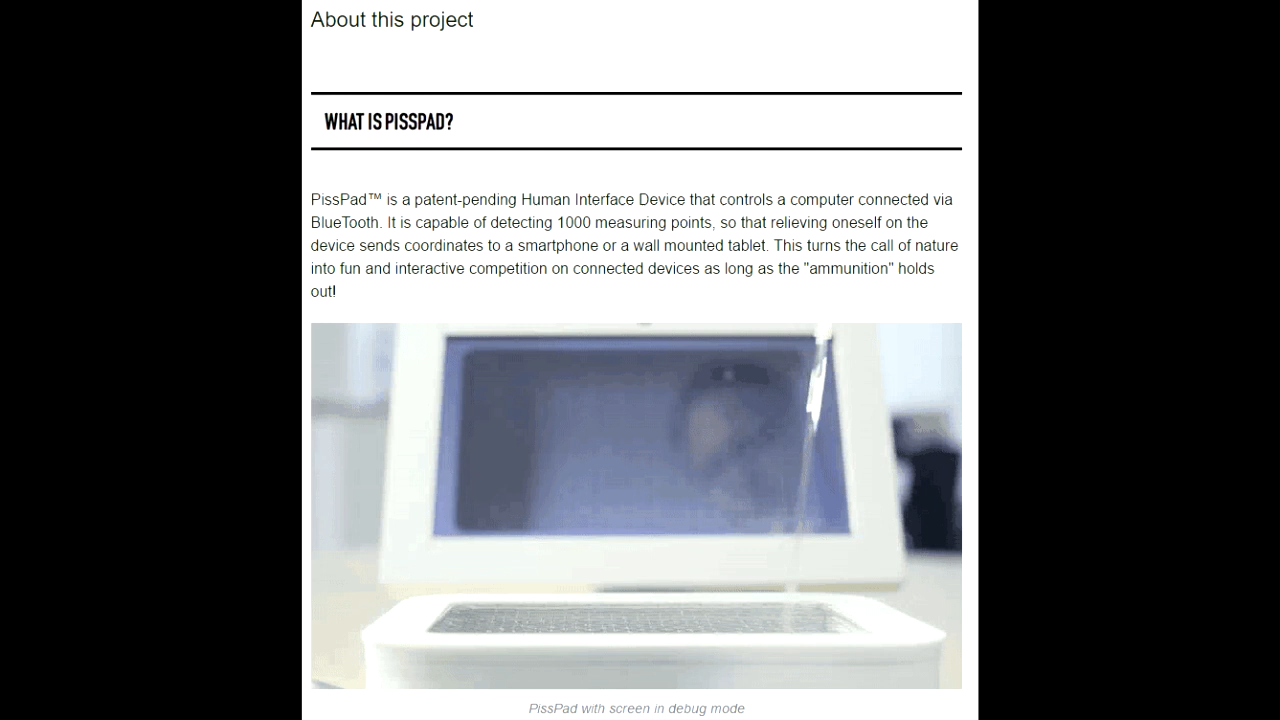 About this project
WHAT IS PISSPAD?
PissPad™ is a patent-pending Human Interface Device that controls a computer connected via
BlueTooth. It is capable of detecting 1000 measuring points, so that relieving oneself on the
device sends coordinates to a smartphone or a wall mounted tablet. This turns the call of nature
into fun and interactive competition on connected devices as long as the "ammunition" holds
out!
PissPad with screen in debug mode